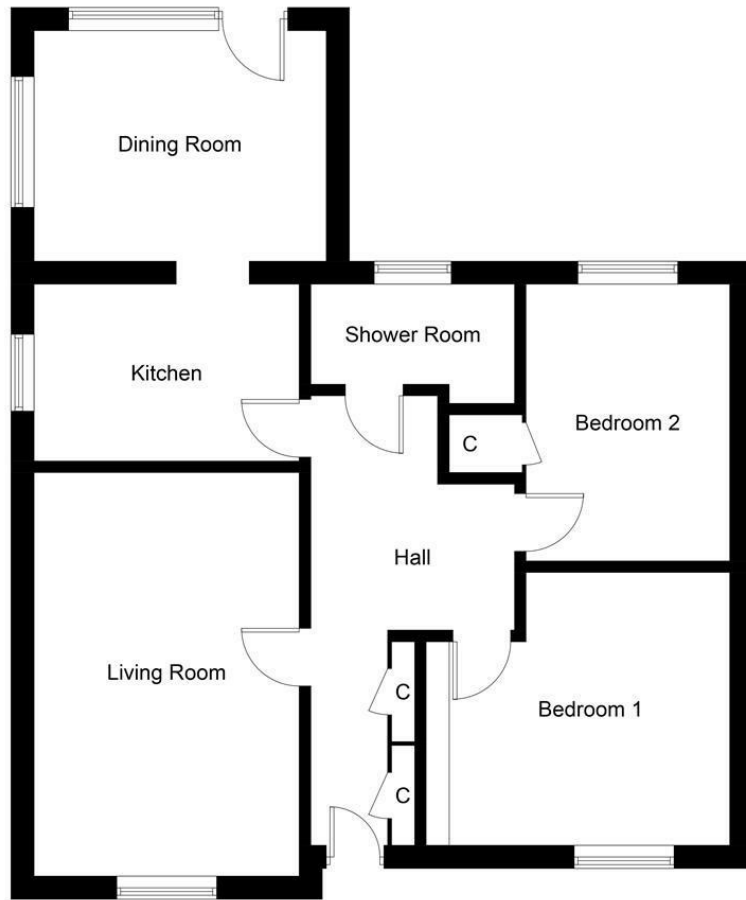 Dining Room
Shower Room
Kitchen
Bedroom 2
C
Hall
Living Room
C
Bedroom 1
C